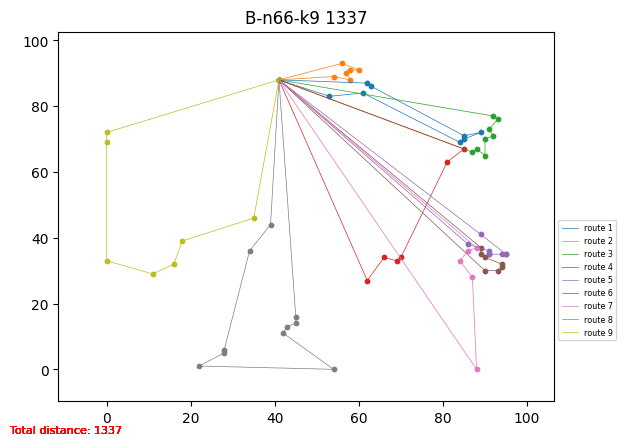 B-n66-k9 1337
100
80
60
40
20
0
0 20 40 60 80 100
route 1
route 2
route 3
route 4
route 5
route 6
route 7
route 8
route 9
Total distance: 1337